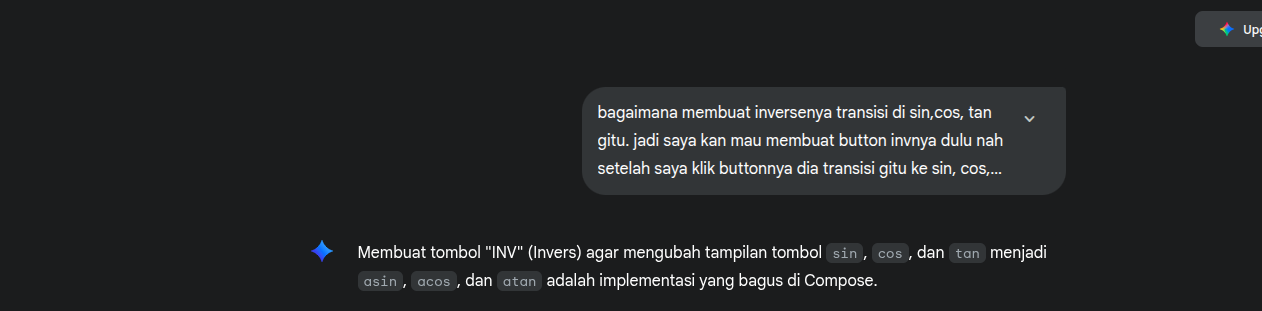 Upg
bagaimana membuat inversenya transisi di sin,cos, tan
gitu. jadi saya kan mau membuat button invnya dulu nah
setelah saya klik buttonnya dia transisi gitu ke sin, cos,...
Membuat tombol "INV" (Invers) agar mengubah tampilan tombol sin, cos, dan tan menjadi
asin, acos, dan atan adalah implementasi yang bagus di Compose.